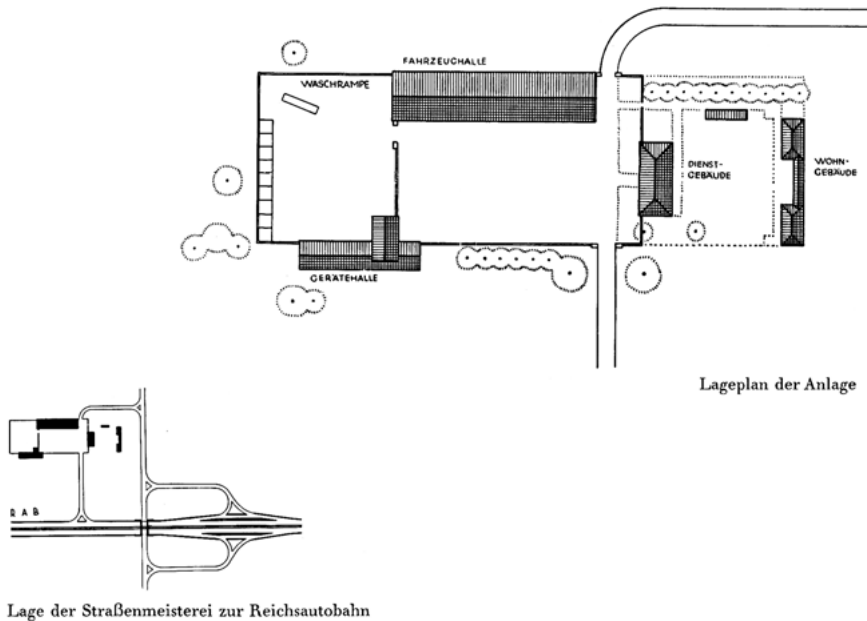 FAHRZEUGHALLE
WASCHRAMPE
DIENST-
GEBÄUDE
WOHN-
GEBÄUDE
GERÄTEHALLE
Lageplan der Anlage
RAB
Lage der Straßenmeisterei zur Reichsautobahn